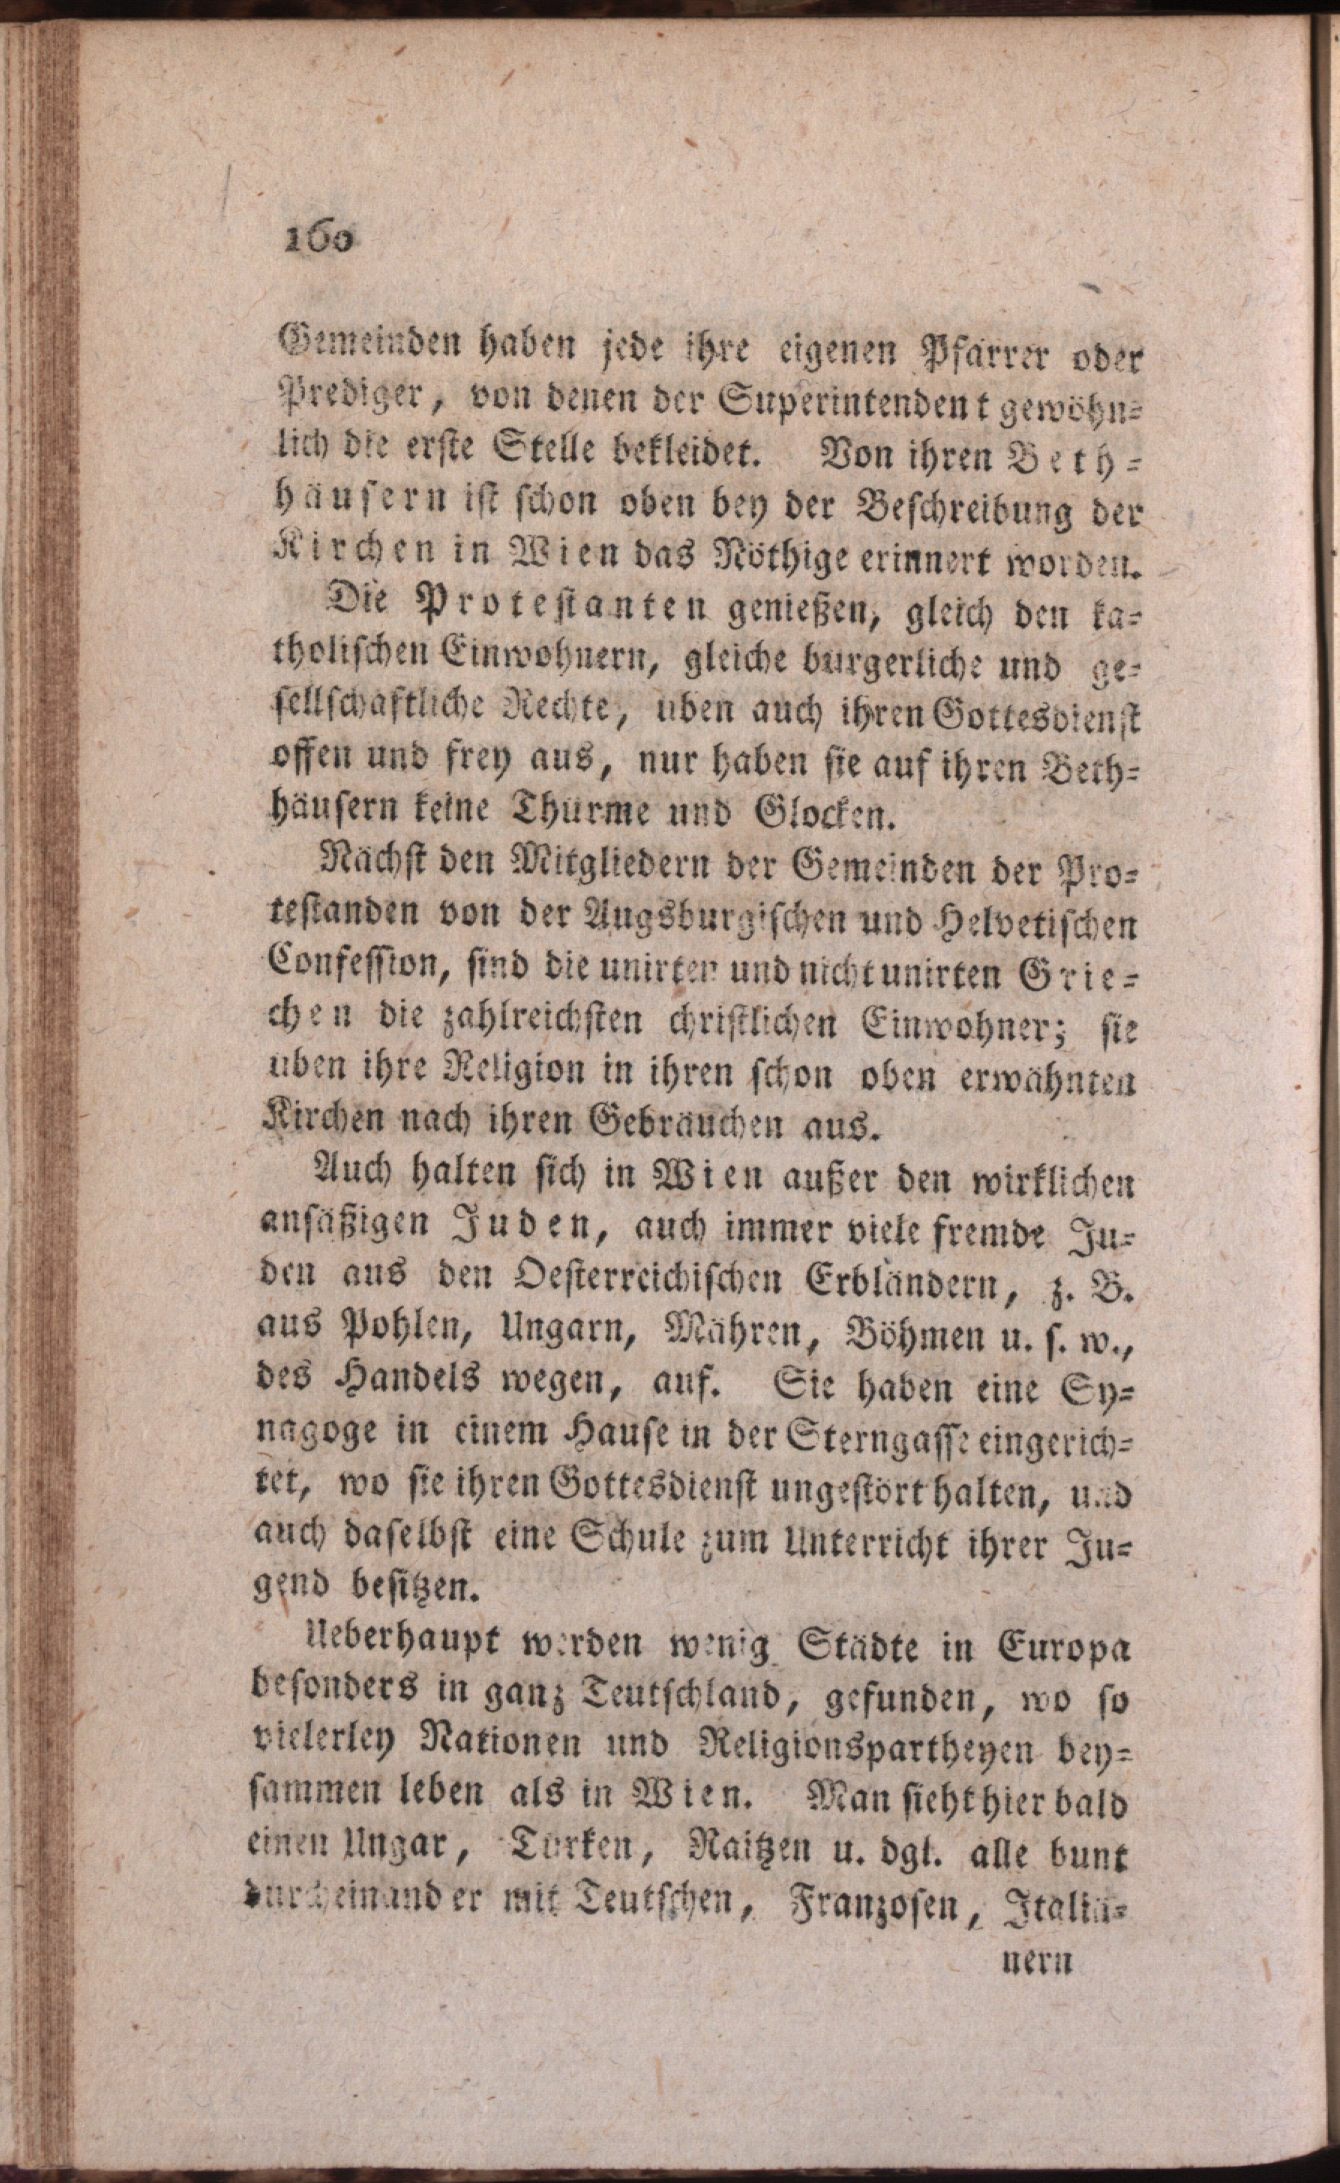 160
Gemeinden haben jede ihre eigenen Pfarrer oder
Prediger, von denen der Superintendent gewöhn-
lich die erste Stelle bekleidet. Von ihren Beth-
häusern ist schon oben bey der Beschreibung der
Kirchen in Wien das Nöthige erinnert worden.
Die Protestanten genießen, gleich den ka-
tholischen Einwohnern, gleiche bürgerliche und ge-
sellschaftliche Rechte, üben auch ihren Gottesdienst
offen und frey aus, nur haben sie auf ihren Beth-
häusern keine Thürme und Glocken.
Nächst den Mitgliedern der Gemeinden der Pro-
testanden von der Augsburgischen und Helvetischen
Confession, sind die unirten und nicht unirten Grie-
chen die zahlreichsten christlichen Einwohner; sie
üben ihre Religion in ihren schon oben erwähnten
Kirchen nach ihren Gebräuchen aus.
Auch halten sich in Wien außer den wirklichen
ansäßigen Juden, auch immer viele fremde Ju-
den aus den Oesterreichischen Erbländern, z. B.
aus Pohlen, Ungarn, Mähren, Böhmen u. s. w.,
des Handels wegen, auf. Sie haben eine Sy-
nagoge in einem Hause in der Sterngasse eingerich-
tet, wo sie ihren Gottesdienst ungestört halten, und
auch daselbst eine Schule zum Unterricht ihrer Ju-
gend besitzen.
Ueberhaupt werden wenig Städte in Europa
besonders in ganz Teutschland, gefunden, wo so
vielerley Nationen und Religionspartheyen bey-
sammen leben als in Wien. Man sieht hier bald
einen Ungar, Türken, Raitzen u. dgl. alle bunt
durcheinander mit Teutschen, Franzosen, Italiä-
nern